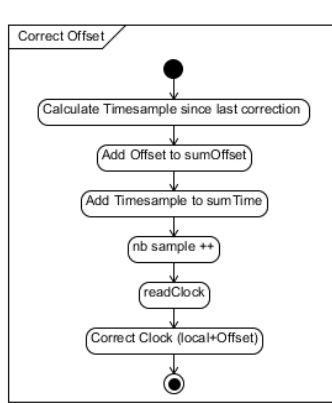 Correct Offset
Calculate Timesample since last correction
Add Offset to sumOffset
Add Timesample to sumTime
nb sample ++
readClock
Correct Clock (local+Offset)